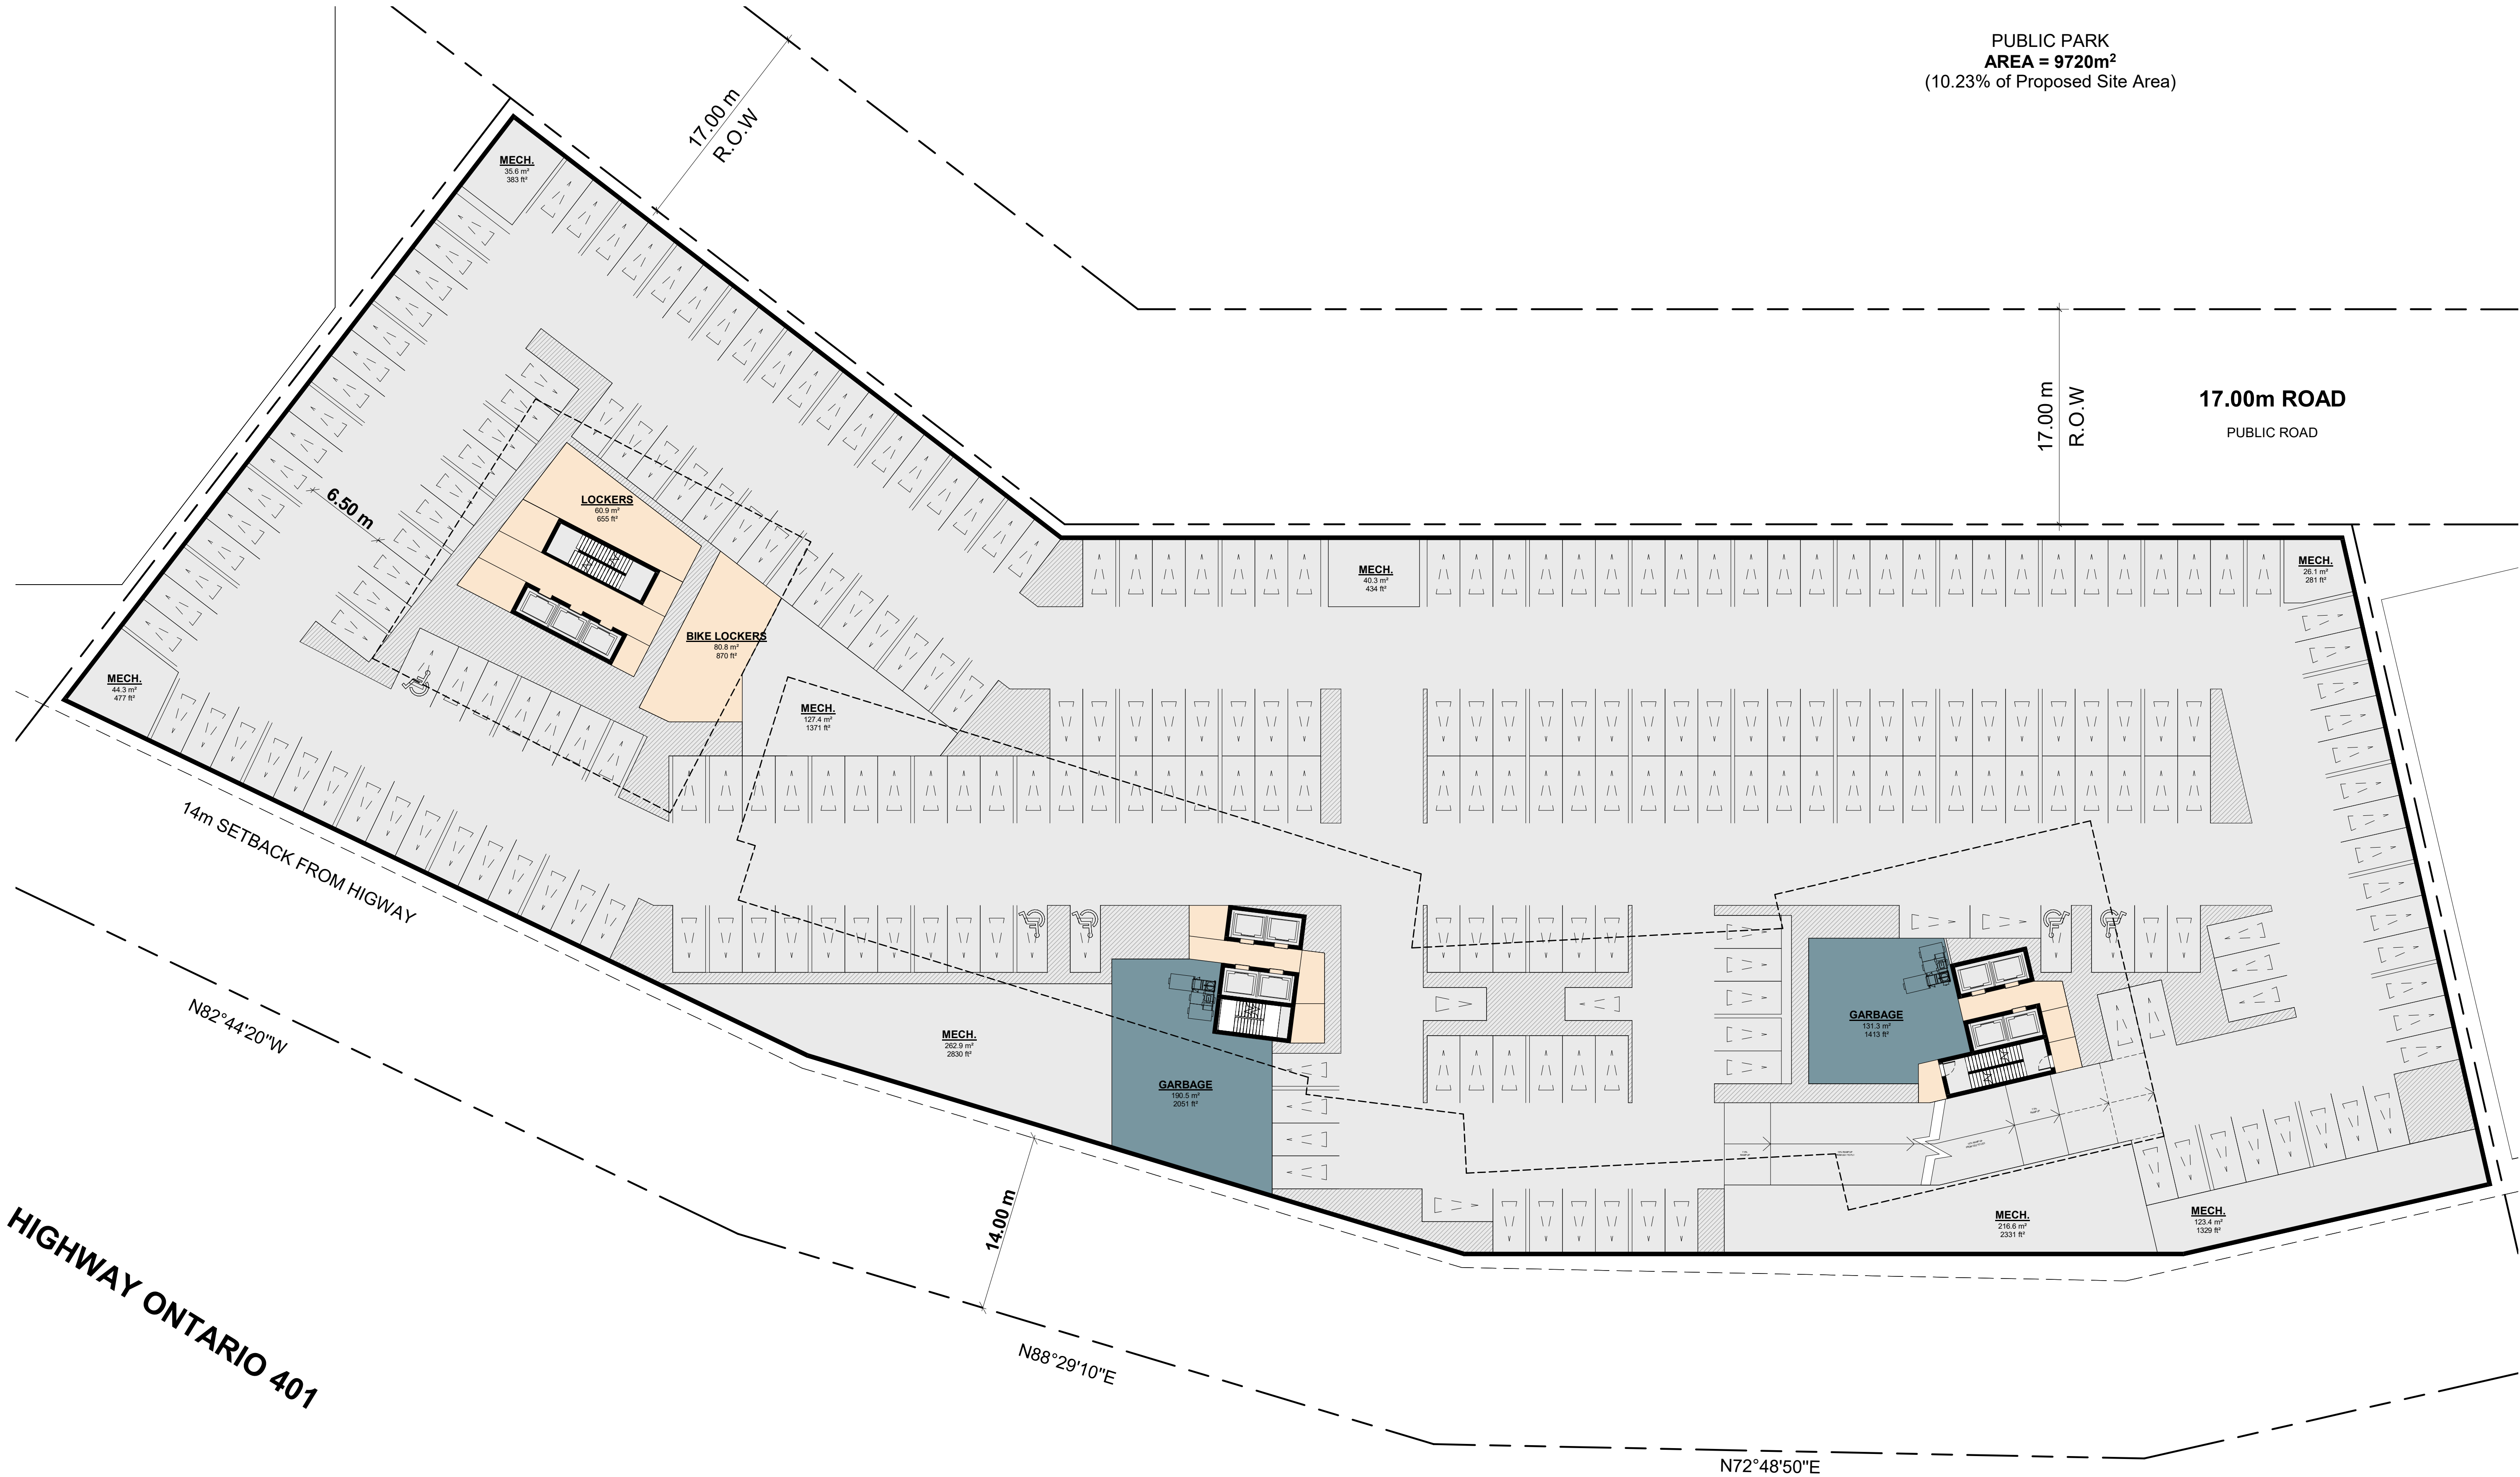 PUBLIC PARK
AREA = 9720m²
(10.23% of Proposed Site Area)
17.00 m
R.O.W
MECH.
35.6 m²
383 ft²
17.00 m
R.O.W
17.00m ROAD
PUBLIC ROAD
6.50 m
LOCKERS
60.9 m²
655 ft²
MECH.
40.3 m²
434 ft²
MECH.
26.1 m²
281 ft²
BIKE LOCKERS
80.8 m²
870 ft²
MECH.
44.3 m²
477 ft²
MECH.
127.4 m²
1371 ft²
14m SETBACK FROM HIGWAY
N82°44'20"W
MECH.
262.9 m²
2830 ft²
GARBAGE
190.5 m²
2051 ft²
GARBAGE
131.3 m²
1413 ft²
14.00 m
MECH.
216.6 m²
2331 ft²
MECH.
123.4 m²
1329 ft²
HIGHWAY ONTARIO 401
N88°29'10"E
N72°48'50"E